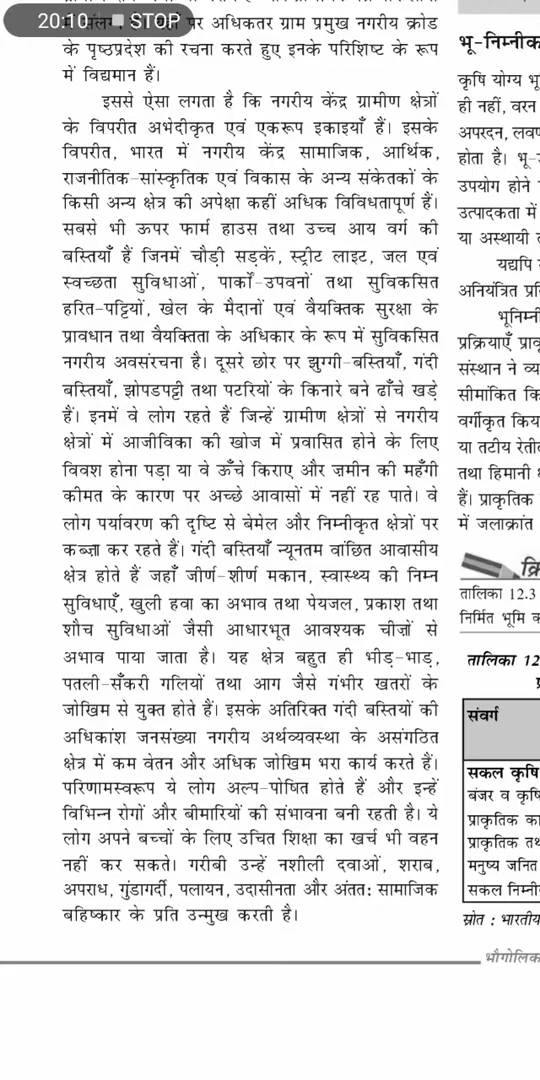 20:10 STOP
पर अधिकतर ग्राम प्रमुख नगरीय क्रोड
के पृष्ठप्रदेश की रचना करते हुए इनके परिशिष्ट के रूप
में विद्यमान हैं।
इससे ऐसा लगता है कि नगरीय केंद्र ग्रामीण क्षेत्रों
के विपरीत अभेदीकृत एवं एकरूप इकाइयाँ हैं। इसके
विपरीत, भारत में नगरीय केंद्र सामाजिक, आर्थिक,
राजनीतिक-सांस्कृतिक एवं विकास के अन्य संकेतकों के
किसी अन्य क्षेत्र की अपेक्षा कहीं अधिक विविधतापूर्ण हैं।
सबसे भी ऊपर फार्म हाउस तथा उच्च आय वर्ग की
बस्तियाँ हैं जिनमें चौड़ी सड़कें, स्ट्रीट लाइट, जल एवं
स्वच्छता सुविधाओं, पार्कों-उपवनों तथा सुविकसित
हरित-पट्टियों, खेल के मैदानों एवं वैयक्तिक सुरक्षा के
प्रावधान तथा वैयक्तिता के अधिकार के रूप में सुविकसित
नगरीय अवसंरचना है। दूसरे छोर पर झुग्गी-बस्तियाँ, गंदी
बस्तियाँ, झोपडपट्टी तथा पटरियों के किनारे बने ढाँचे खड़े
हैं। इनमें वे लोग रहते हैं जिन्हें ग्रामीण क्षेत्रों से नगरीय
क्षेत्रों में आजीविका की खोज में प्रवासित होने के लिए
विवश होना पड़ा या वे ऊँचे किराए और ज़मीन की महँगी
कीमत के कारण पर अच्छे आवासों में नहीं रह पाते। वे
लोग पर्यावरण की दृष्टि से बेमेल और निम्नीकृत क्षेत्रों पर
कब्ज़ा कर रहते हैं। गंदी बस्तियाँ न्यूनतम वांछित आवासीय
क्षेत्र होते हैं जहाँ जीर्ण-शीर्ण मकान, स्वास्थ्य की निम्न
सुविधाएँ, खुली हवा का अभाव तथा पेयजल, प्रकाश तथा
शौच सुविधाओं जैसी आधारभूत आवश्यक चीज़ों से
अभाव पाया जाता है। यह क्षेत्र बहुत ही भीड़-भाड़,
पतली-सँकरी गलियों तथा आग जैसे गंभीर खतरों के
जोखिम से युक्त होते हैं। इसके अतिरिक्त गंदी बस्तियों की
अधिकांश जनसंख्या नगरीय अर्थव्यवस्था के असंगठित
क्षेत्र में कम वेतन और अधिक जोखिम भरा कार्य करते हैं।
परिणामस्वरूप ये लोग अल्प-पोषित होते हैं और इन्हें
विभिन्न रोगों और बीमारियों की संभावना बनी रहती है। ये
लोग अपने बच्चों के लिए उचित शिक्षा का खर्च भी वहन
नहीं कर सकते। गरीबी उन्हें नशीली दवाओं, शराब,
अपराध, गुंडागर्दी, पलायन, उदासीनता और अंतत: सामाजिक
बहिष्कार के प्रति उन्मुख करती है।
भू-निम्नीक
कृषि योग्य भू
ही नहीं, वरन
अपरदन, लवण
होता है। भू-
उपयोग होने
उत्पादकता में
या अस्थायी
यद्यपि
अनियंत्रित प्र
भूनिम्नी
प्रक्रियाएँ प्रा
संस्थान ने व्य
सीमांकित कि
वर्गीकृत किय
या तटीय रेती
तथा हिमानी
हैं। प्राकृतिक
में जलाक्रांत
क्रि
तालिका 12.3
निर्मित भूमि क
तालिका 12
संवर्ग
सकल कृषि
बंजर व कृषि
प्राकृतिक का
प्राकृतिक तथ
मनुष्य जनित
सकल निम्नी
स्रोत : भारतीय
भौगोलिक